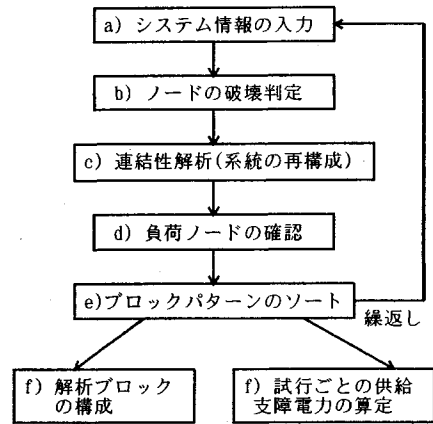 a) システム情報の入力
b) ノードの破壊判定
c) 連結性解析(系統の再構成)
d) 負荷ノードの確認
e)ブロックパターンのソート
繰返し
f) 解析ブロック
の構成
f) 試行ごとの供給
支障電力の算定